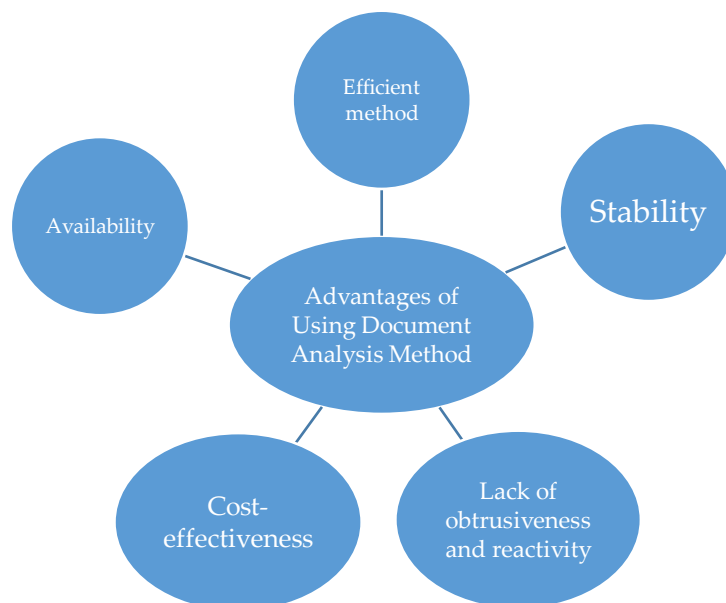 Efficient
method
Availability
Stability
Advantages of
Using Document
Analysis Method
Cost-
effectiveness
Lack of
obtrusiveness
and reactivity